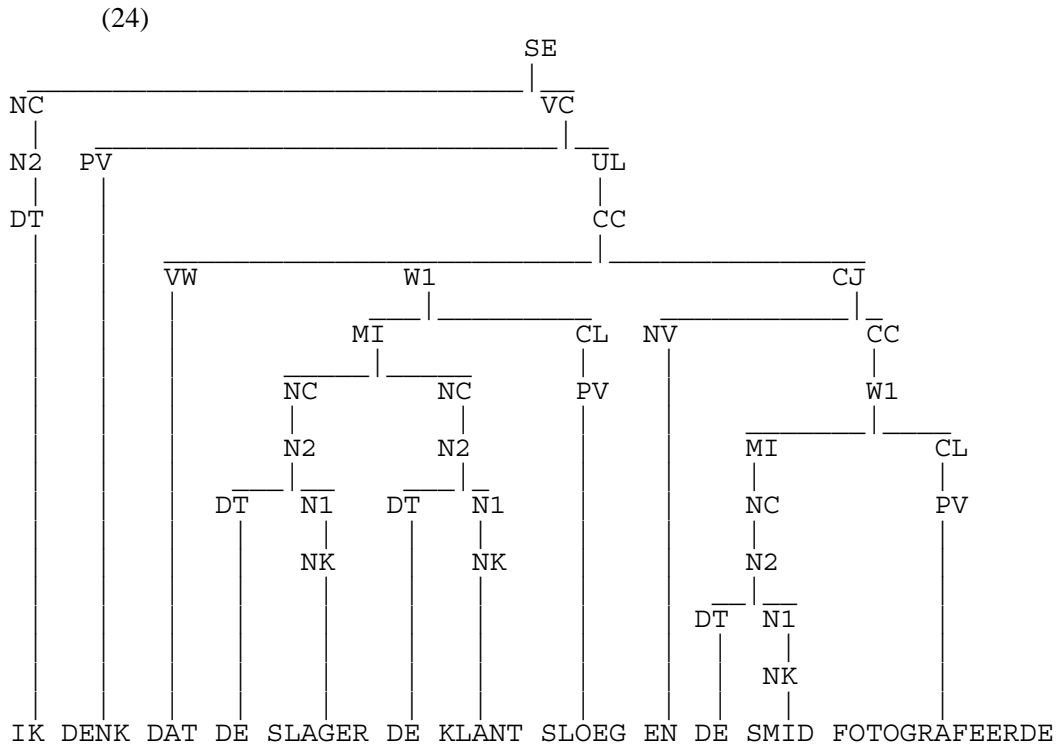 (24)
SE
NC VC
N2 PV UL
DT CC
VW W1 CJ
MI CL NV CC
NC NC PV W1
N2 N2 MI CL
DT N1 DT N1 NC PV
NK NK N2
DT N1
NK
IK DENK DAT DE SLAGER DE KLANT SLOEG EN DE SMID FOTOGRAFEERDE